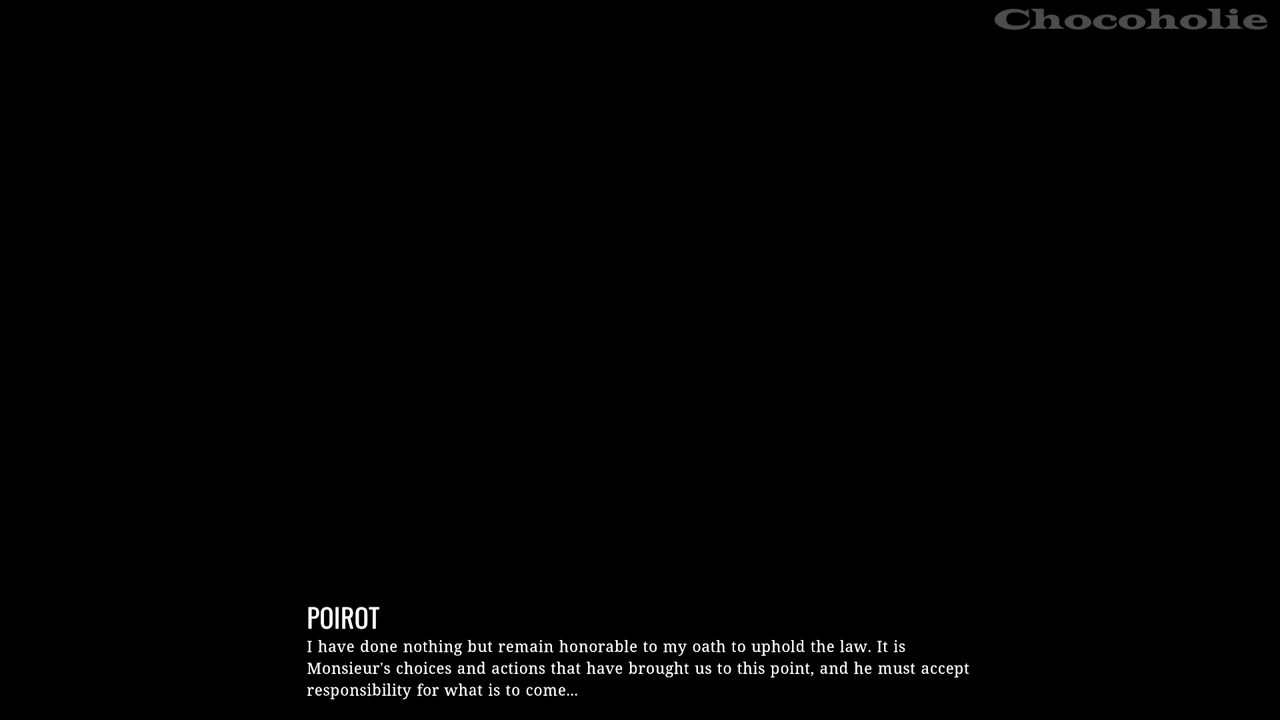 Chocoholie
POIROT
I have done nothing but remain honorable to my oath to uphold the law. It is
Monsieur's choices and actions that have brought us to this point, and he must accept
responsibility for what is to come...